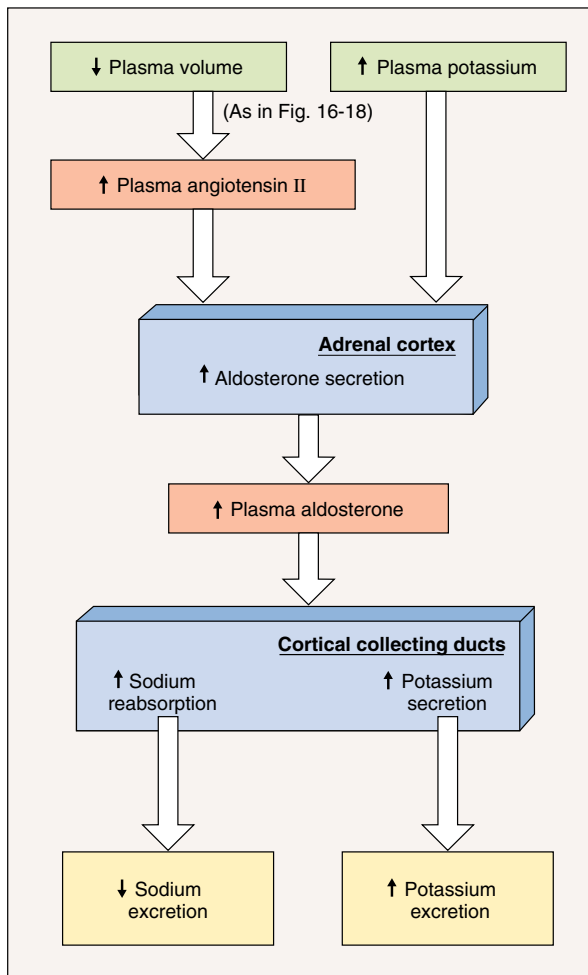 ↓ Plasma volume
↑ Plasma potassium
(As in Fig. 16-18)
↑ Plasma angiotensin II
Adrenal cortex
↑ Aldosterone secretion
↑ Plasma aldosterone
Cortical collecting ducts
↑ Sodium
reabsorption
↑ Potassium
secretion
↓ Sodium
excretion
↑ Potassium
excretion